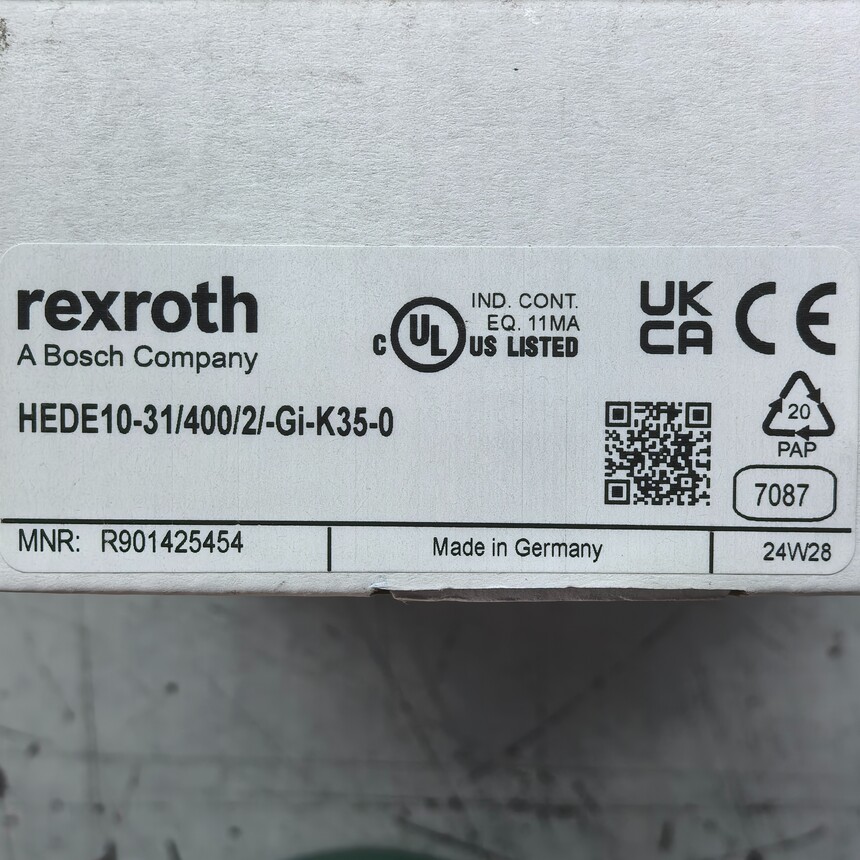 rexroth
A Bosch Company
C UL US LISTED
IND. CONT.
EQ. 11MA
UK
CA
CE
HEDE10-31/400/2/-Gi-K35-0
20
PAP
7087
MNR: R901425454
Made in Germany
24W28